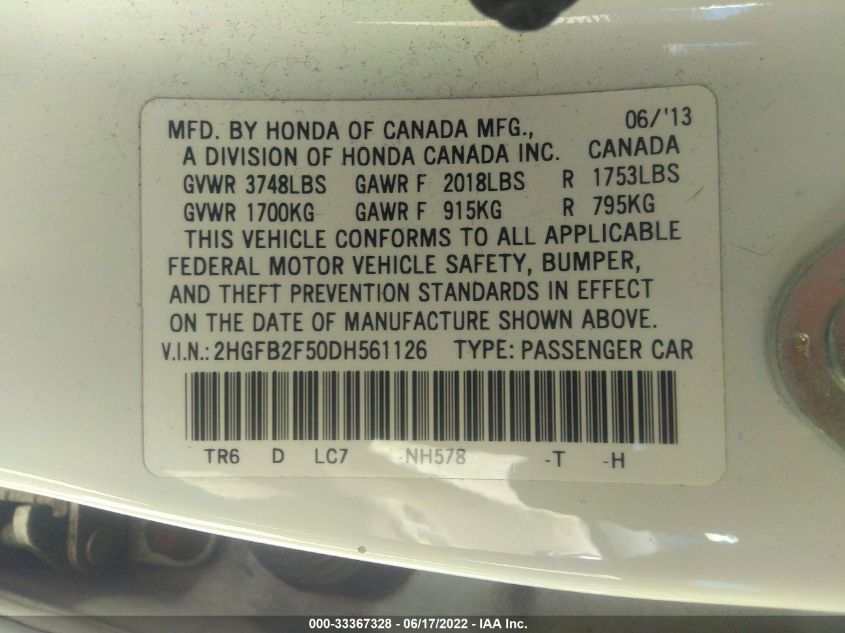 MFD. BY HONDA OF CANADA MFG., 06/'13
A DIVISION OF HONDA CANADA INC. CANADA
GVWR 3748LBS GAWR F 2018LBS R 1753LBS
GVWR 1700KG GAWR F 915KG R 795KG
THIS VEHICLE CONFORMS TO ALL APPLICABLE
FEDERAL MOTOR VEHICLE SAFETY, BUMPER,
AND THEFT PREVENTION STANDARDS IN EFFECT
ON THE DATE OF MANUFACTURE SHOWN ABOVE.
V.I.N.: 2HGFB2F50DH561126 TYPE: PASSENGER CAR
TR6 D LC7 -NH578 -T -H
000-33367328 - 06/17/2022 - IAA Inc.